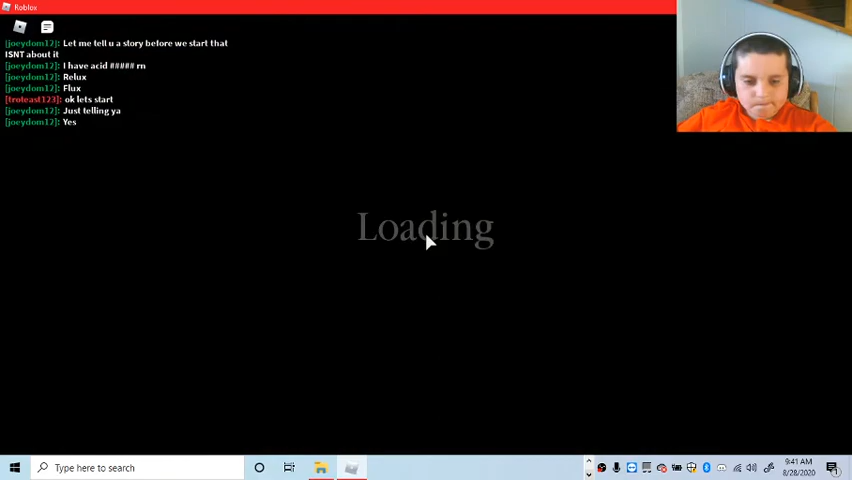 Roblox
[joeydom12]: Let me tell u a story before we start that
ISNT about it
[joeydom12]: I have acid ##### rn
[joeydom12]: Relux
[joeydom12]: Flux
[troteast123]: ok lets start
[joeydom12]: Just telling ya
[joeydom12]: Yes
Loading
Type here to search
9:41 AM
8/28/2020